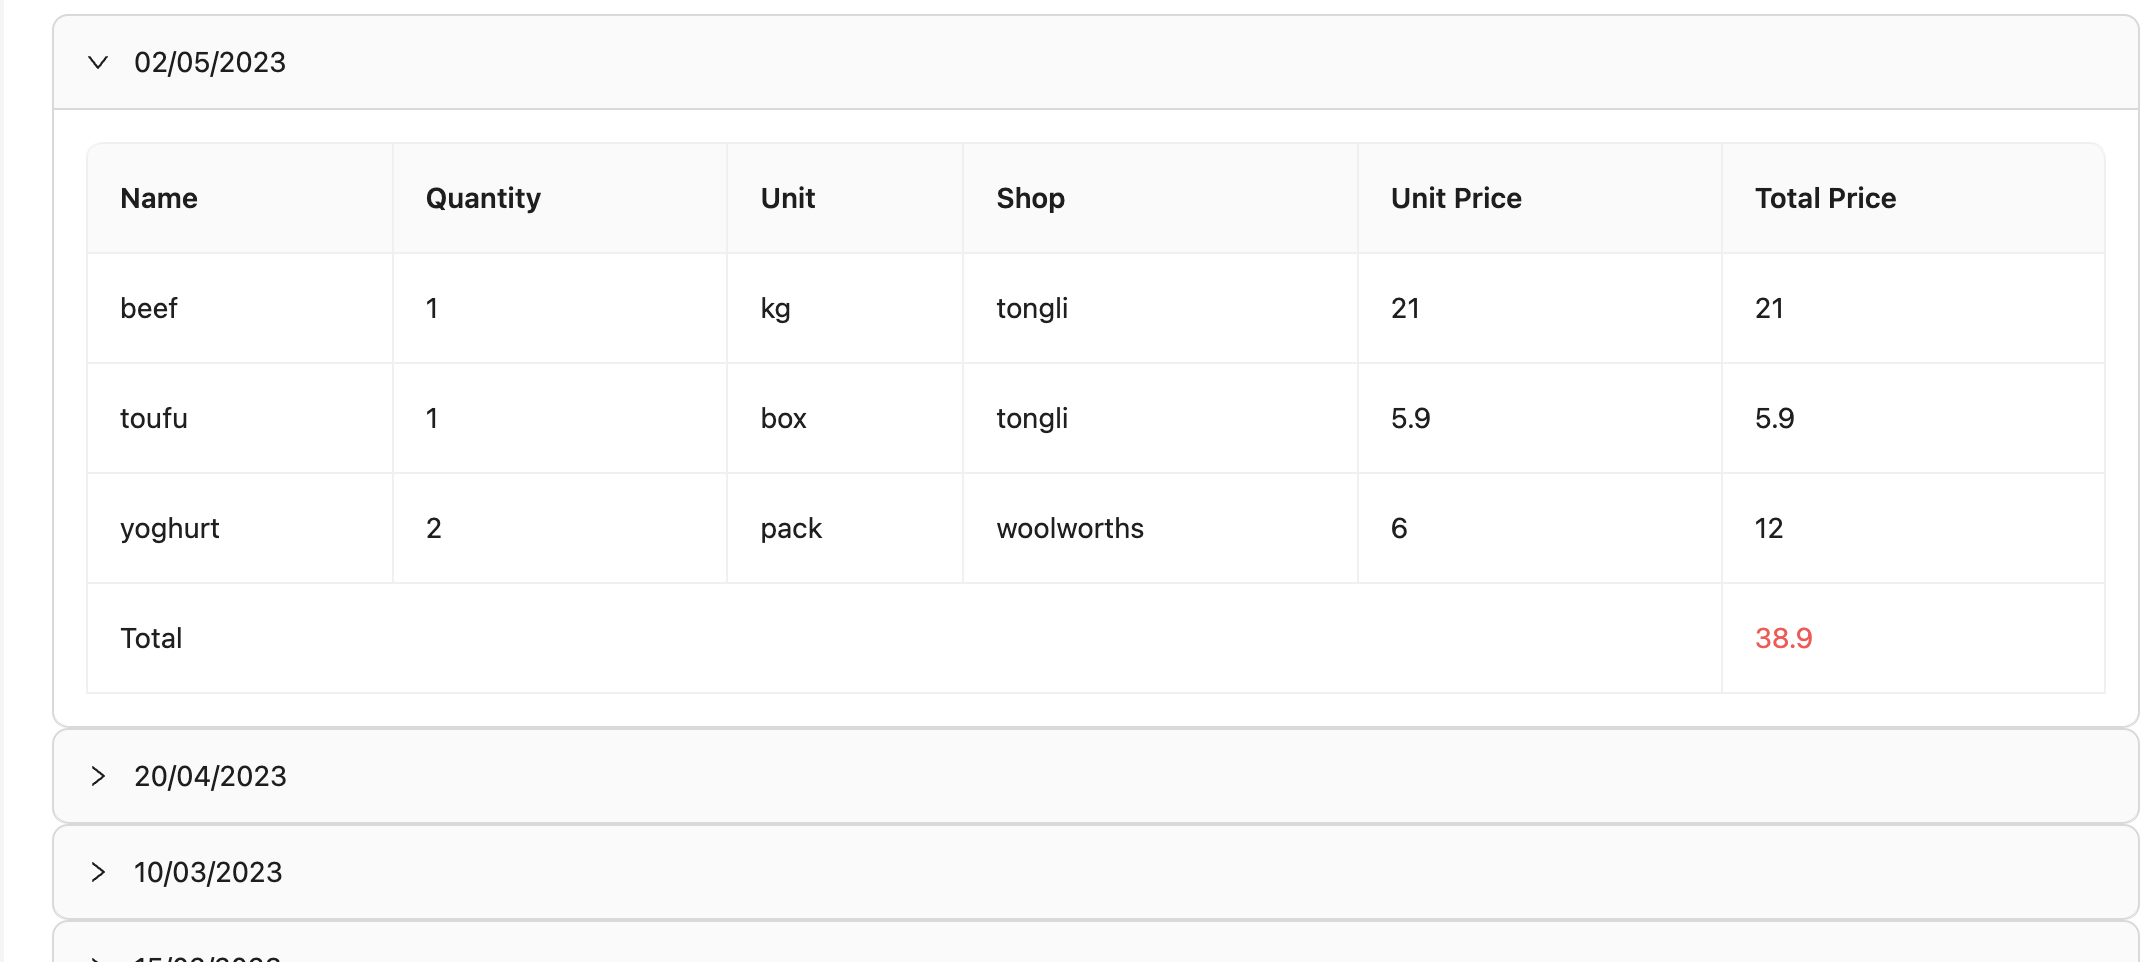 02/05/2023
Name Quantity Unit Shop Unit Price Total Price
beef 1 kg tongli 21 21
toufu 1 box tongli 5.9 5.9
yoghurt 2 pack woolworths 6 12
Total 38.9
20/04/2023
10/03/2023